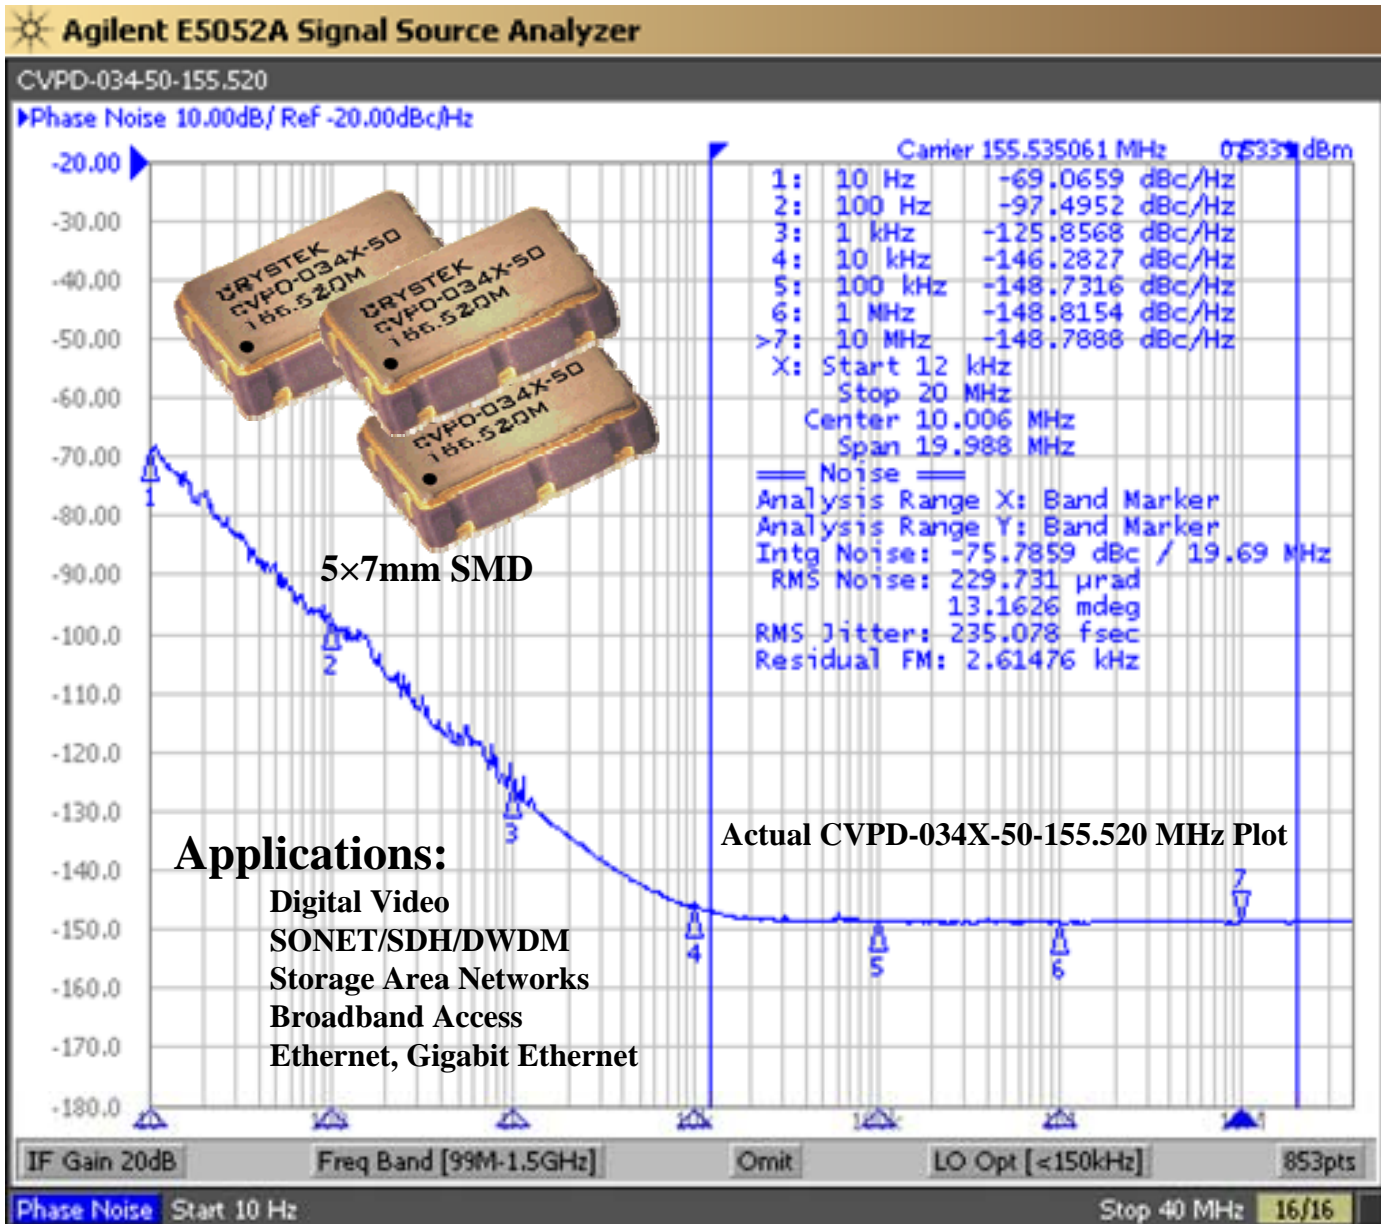 Agilent E5052A Signal Source Analyzer
CVPD-034-50-155.520
Phase Noise 10.00dB/ Ref -20.00dBc/Hz
Carrier 155.535061 MHz dBm
-20.00
-30.00
-40.00
-50.00
-60.00
-70.00
-80.00
-90.00
-100.0
-110.0
-120.0
-130.0
-140.0
-150.0
-160.0
-170.0
-180.0
1: 10 Hz -69.0659 dBc/Hz
2: 100 Hz -97.4952 dBc/Hz
3: 1 kHz -125.8568 dBc/Hz
4: 10 kHz -146.2827 dBc/Hz
5: 100 kHz -148.7316 dBc/Hz
6: 1 MHz -148.8154 dBc/Hz
>7: 10 MHz -148.7888 dBc/Hz
X: Start 12 kHz
Stop 20 MHz
Center 10.006 MHz
Span 19.988 MHz
=== Noise ===
Analysis Range X: Band Marker
Analysis Range Y: Band Marker
Intg Noise: -75.7859 dBc / 19.69 MHz
RMS Noise: 229.731 µrad
13.1626 mdeg
RMS Jitter: 235.078 fsec
Residual FM: 2.61476 kHz
CRYSTEK
CVPD-034X-50
CRYSTEK
CVPD-034X-50
CVPD-034X-50
5×7mm SMD
1
2
3
4
5
6
7
Actual CVPD-034X-50-155.520 MHz Plot
Applications:
Digital Video
SONET/SDH/DWDM
Storage Area Networks
Broadband Access
Ethernet, Gigabit Ethernet
IF Gain 20dB
Freq Band [99M-1.5GHz]
Omit
LO Opt [<150kHz]
853pts
Phase Noise Start 10 Hz
Stop 40 MHz 16/16